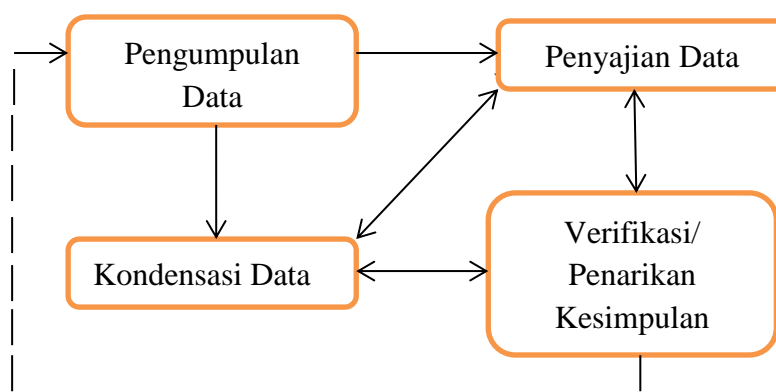 Pengumpulan
Data
Penyajian Data
Kondensasi Data
Verifikasi/
Penarikan
Kesimpulan